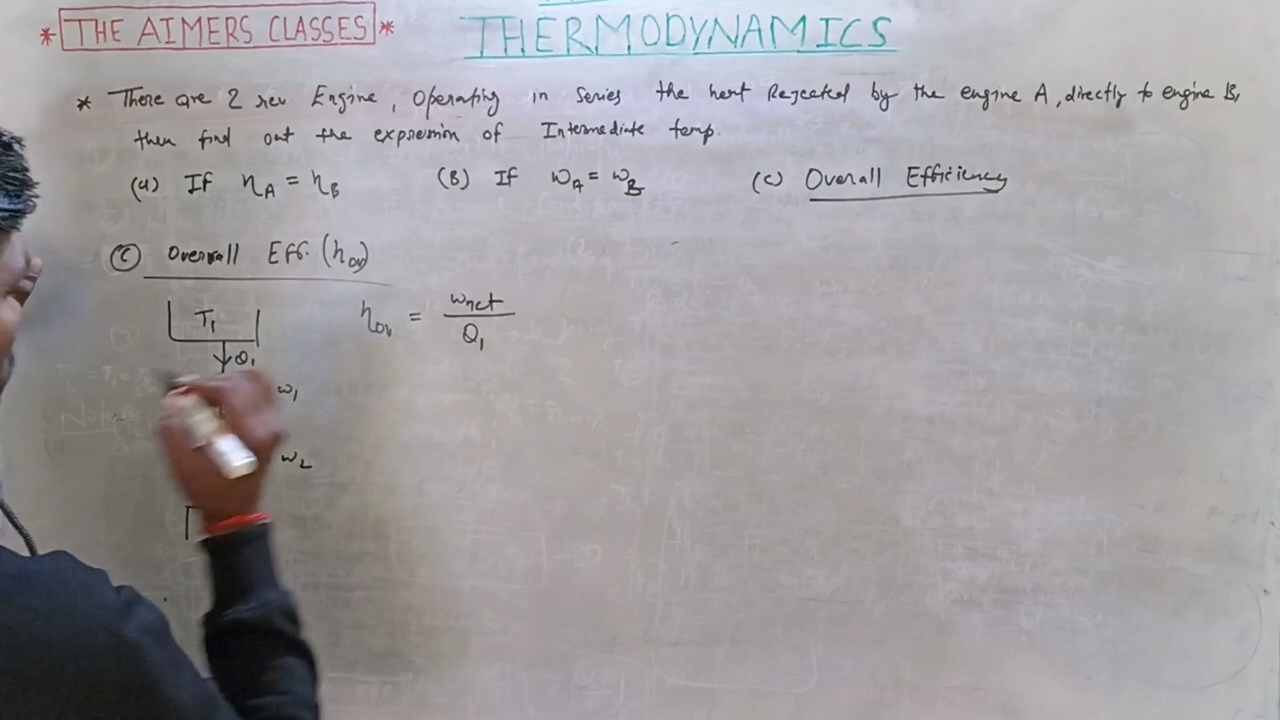 * THE AIMERS CLASSES *
THERMODYNAMICS
* There are 2 rev Engine, Operating in Series the heat Rejected by the engine A, directly to engine B,
then find out the expression of Intermediate temp.
(a) If ηA = ηB (B) If wA = wB (c) Overall Efficiency
(c) Overall Eff. (ηov)
T1
ηov = wnet / Q1
Q1
w1
w2